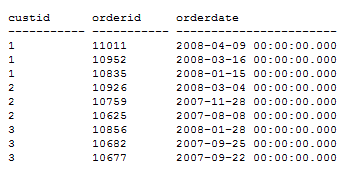 custid orderid orderdate
----------- ----------- -----------------------
1 11011 2008-04-09 00:00:00.000
1 10952 2008-03-16 00:00:00.000
1 10835 2008-01-15 00:00:00.000
2 10926 2008-03-04 00:00:00.000
2 10759 2007-11-28 00:00:00.000
2 10625 2007-08-08 00:00:00.000
3 10856 2008-01-28 00:00:00.000
3 10682 2007-09-25 00:00:00.000
3 10677 2007-09-22 00:00:00.000